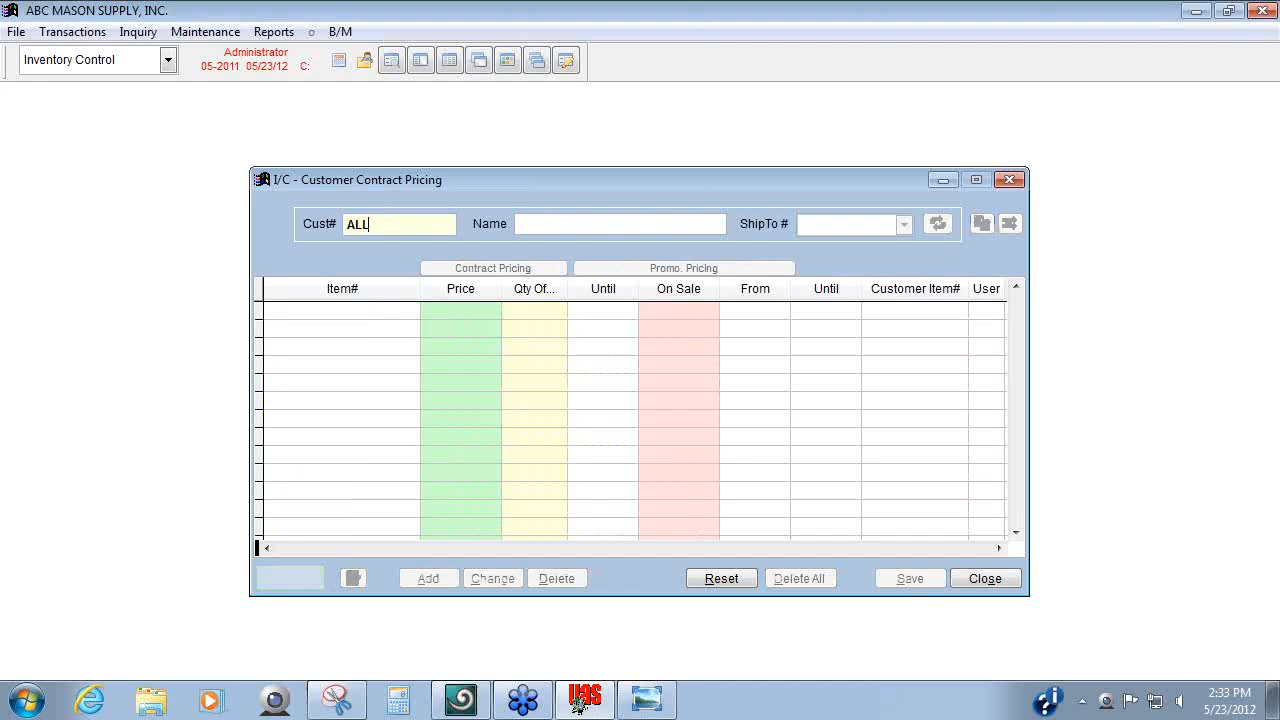 ABC MASON SUPPLY, INC.
File Transactions Inquiry Maintenance Reports o B/M
Inventory Control
Administrator
05-2011 05/23/12 C:
I/C - Customer Contract Pricing
Cust# ALL Name ShipTo #
Contract Pricing Promo. Pricing
Item# Price Qty Of... Until On Sale From Until Customer Item# User
Add Change Delete Reset Delete All Save Close
UGS
2:33 PM
5/23/2012